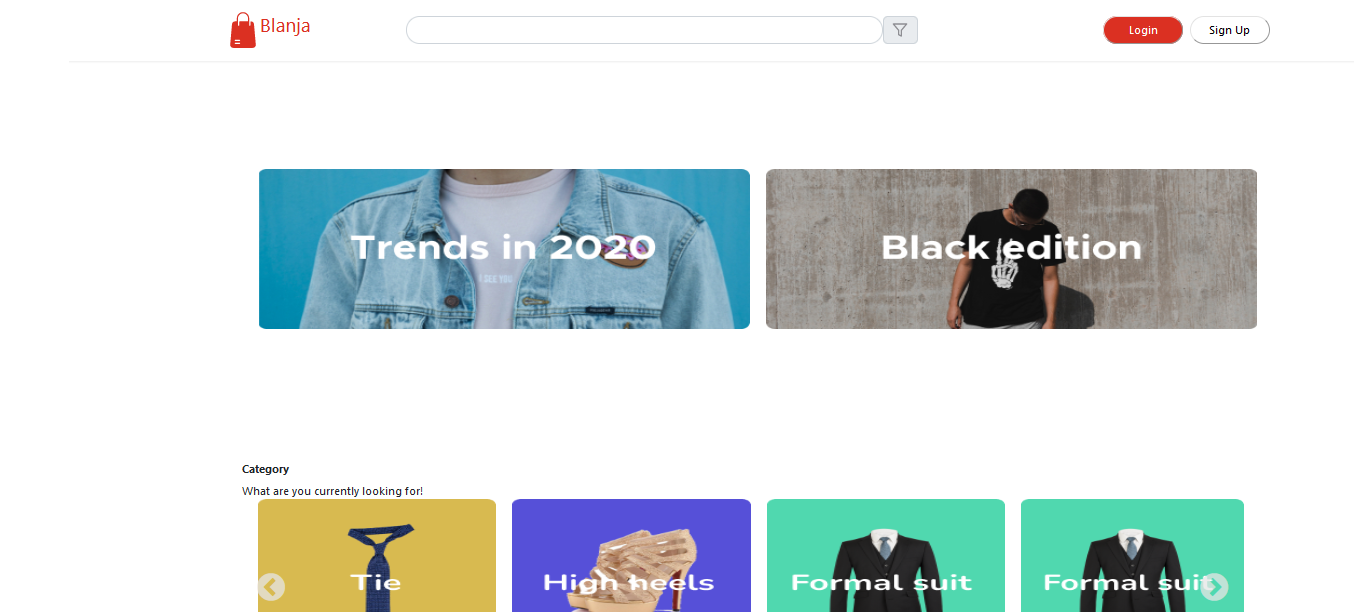 Blanja
Login
Sign Up
Trends in 2020
I SEE YOU
Black edition
Category
What are you currently looking for!
Tie
High heels
Formal suit
Formal suit